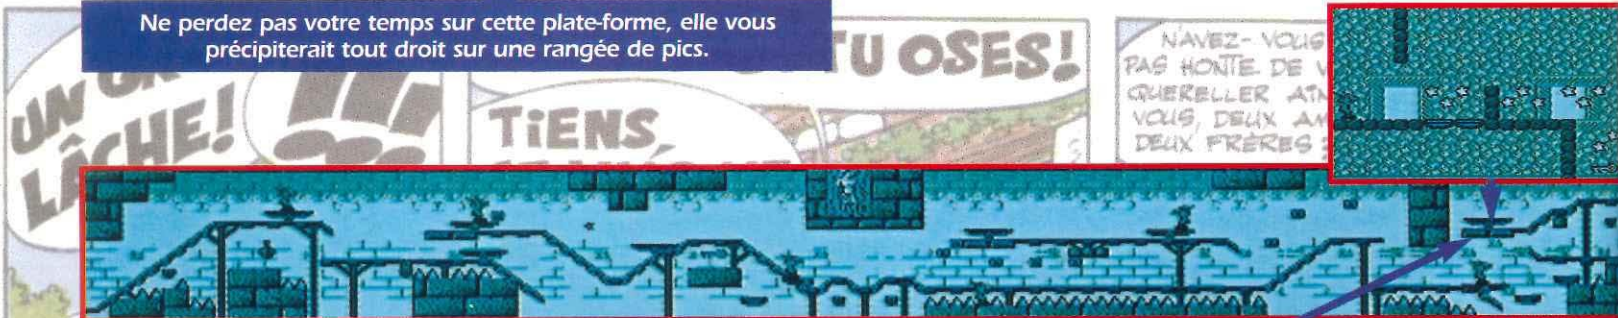 Ne perdez pas votre temps sur cette plate-forme, elle vous
précipiterait tout droit sur une rangée de pics.
UN
LÂCHE!
!!!
TU OSES!
TIENS,
N'AVEZ-VOUS
PAS HONTE DE
QUERELLER
VOUS, DEUX
DEUX FRÈRES